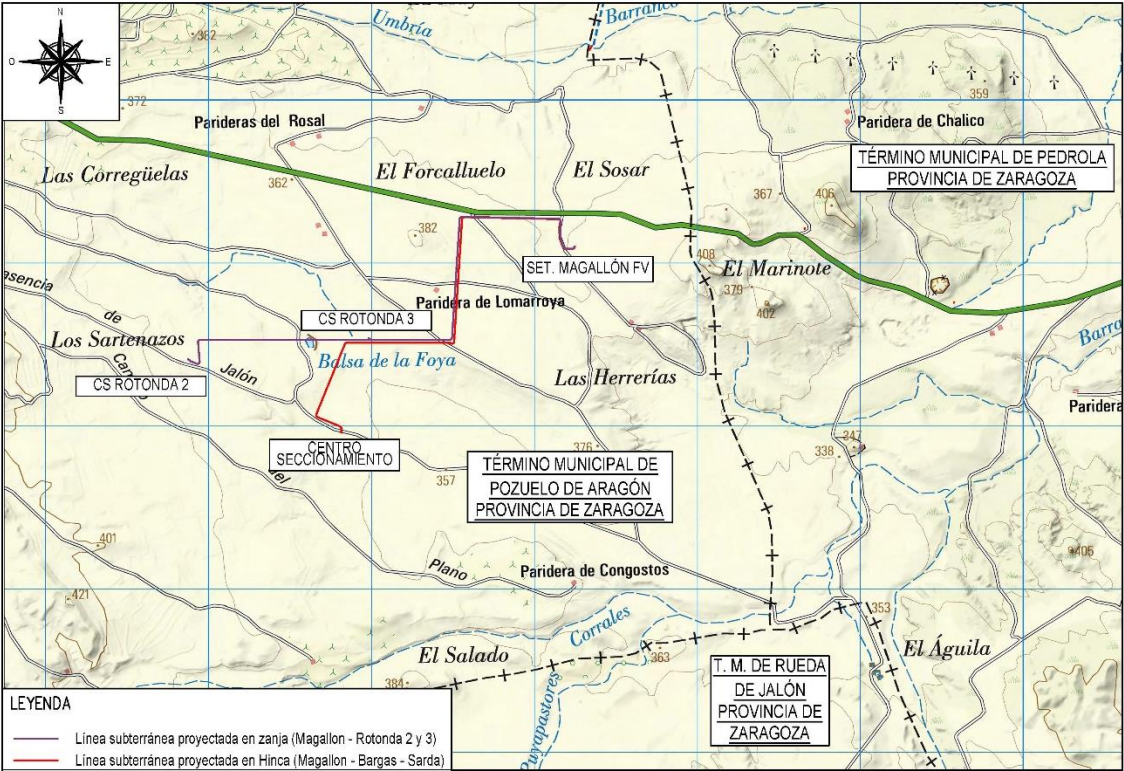 N
O
E
S
Umbría
Barranco
362
372
359
Parideras del Rosal
Paridera de Chalico
TÉRMINO MUNICIPAL DE PEDROLA
PROVINCIA DE ZARAGOZA
Las Corregüelas
El Forcalluelo
El Sosar
362
367
406
382
408
El Marinote
SET. MAGALLÓN FV
379
402
asencia
de
Jalón
Paridera de Lomarroya
CS ROTONDA 3
Los Sartenazos
Balsa de la Foya
Barra
CS ROTONDA 2
Las Herrerías
Paridera
CENTRO
SECCIONAMIENTO
376
347
338
357
del
TÉRMINO MUNICIPAL DE
POZUELO DE ARAGÓN
PROVINCIA DE ZARAGOZA
401
405
Plano
Paridera de Congostos
421
Corrales
353
El Salado
363
El Águila
384
T. M. DE RUEDA
DE JALÓN
PROVINCIA DE
ZARAGOZA
LEYENDA
Línea subterránea proyectada en zanja (Magallon - Rotonda 2 y 3)
Línea subterránea proyectada en Hinca (Magallon - Bargas - Sarda)